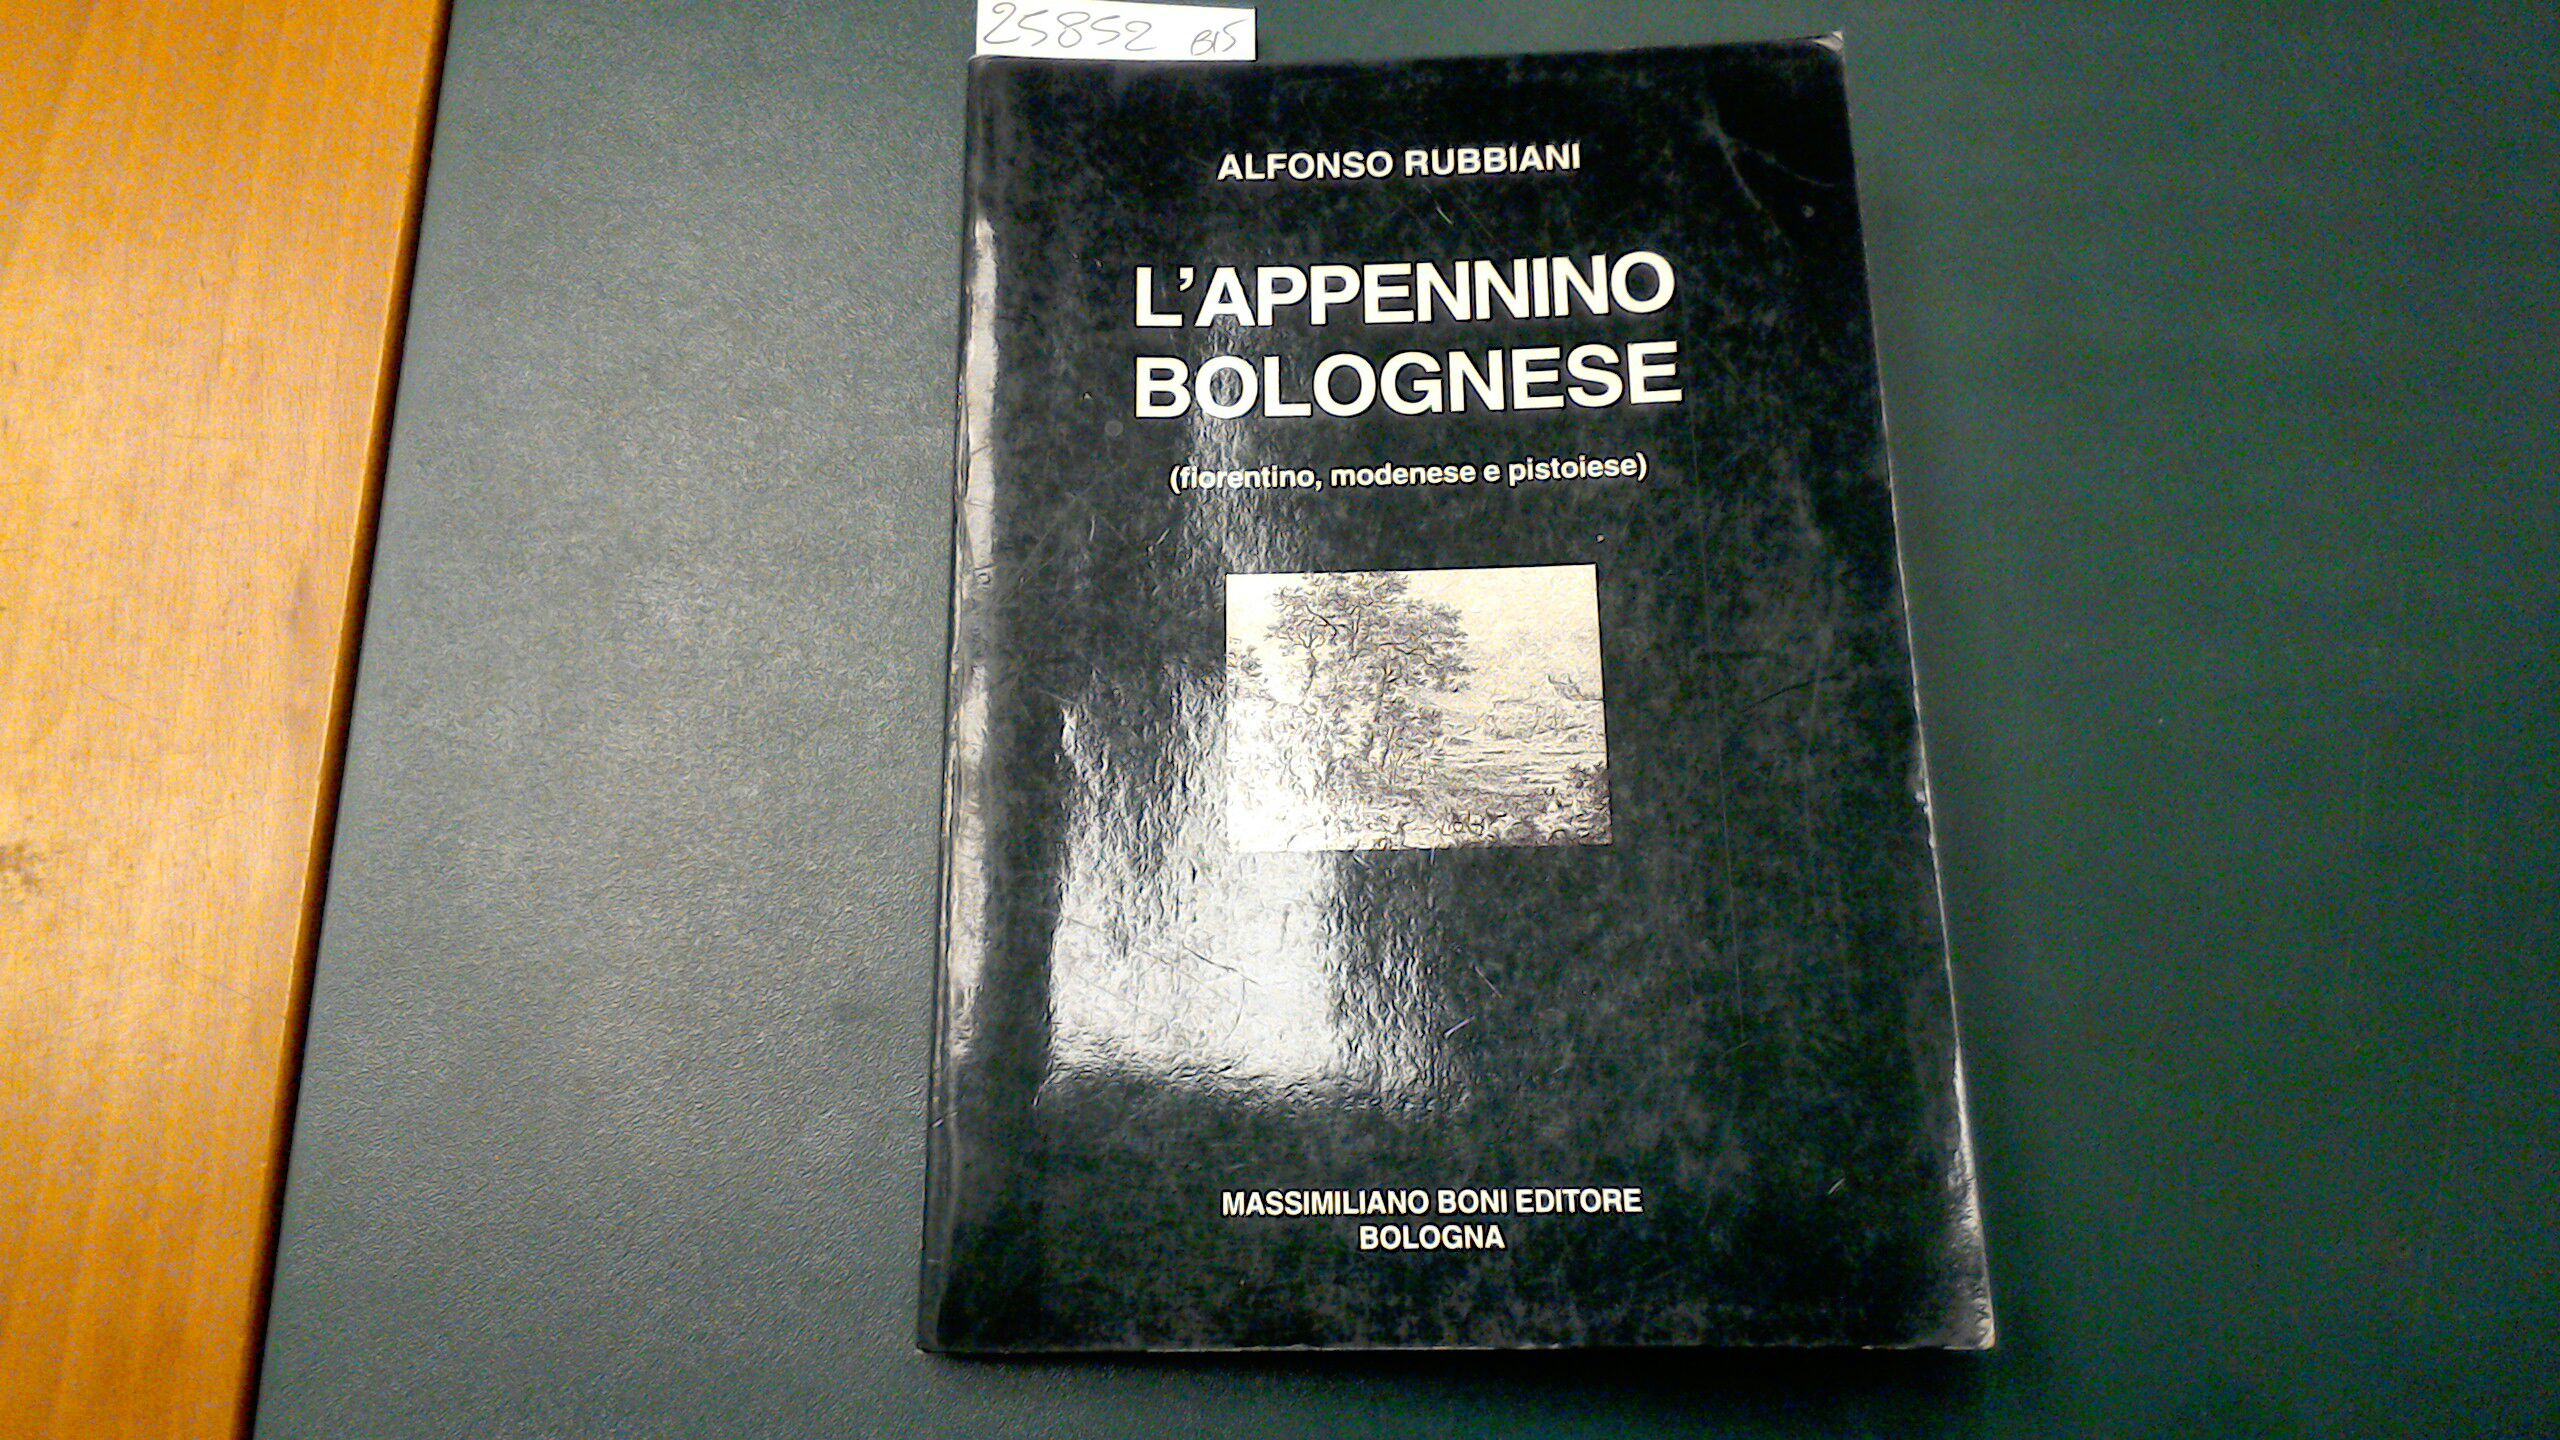 25852 BIS
ALFONSO RUBBIANI
L'APPENNINO
BOLOGNESE
(fiorentino, modenese e pistoiese)
MASSIMILIANO BONI EDITORE
BOLOGNA